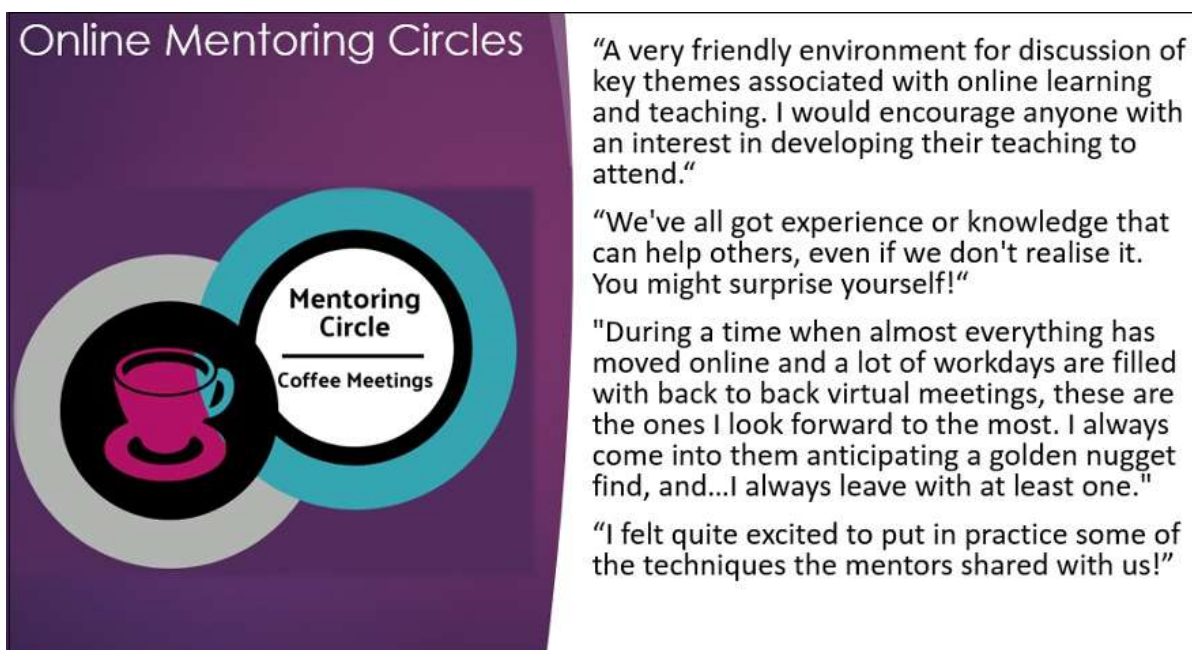 Online Mentoring Circles
Mentoring
Circle
Coffee Meetings
“A very friendly environment for discussion of
key themes associated with online learning
and teaching. I would encourage anyone with
an interest in developing their teaching to
attend.“
“We've all got experience or knowledge that
can help others, even if we don't realise it.
You might surprise yourself!“
"During a time when almost everything has
moved online and a lot of workdays are filled
with back to back virtual meetings, these are
the ones I look forward to the most. I always
come into them anticipating a golden nugget
find, and...I always leave with at least one."
“I felt quite excited to put in practice some of
the techniques the mentors shared with us!”